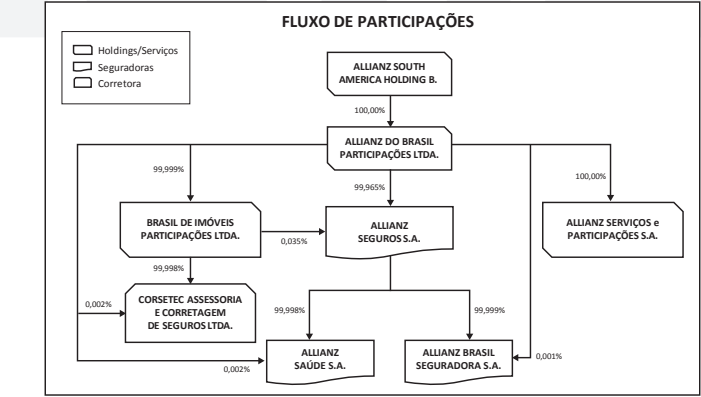 FLUXO DE PARTICIPAÇÕES
Holdings/Serviços
Seguradoras
Corretora
ALLIANZ SOUTH
AMERICA HOLDING B.
100,00%
ALLIANZ DO BRASIL
PARTICIPAÇÕES LTDA.
99,999%
99,965%
100,00%
BRASIL DE IMÓVEIS
PARTICIPAÇÕES LTDA.
0,035%
ALLIANZ
SEGUROS S.A.
ALLIANZ SERVIÇOS e
PARTICIPAÇÕES S.A.
99,998%
0,002%
CORSETEC ASSESSORIA
E CORRETAGEM
DE SEGUROS LTDA.
99,998%
99,999%
0,002%
ALLIANZ
SAÚDE S.A.
ALLIANZ BRASIL
SEGURADORA S.A.
0,001%